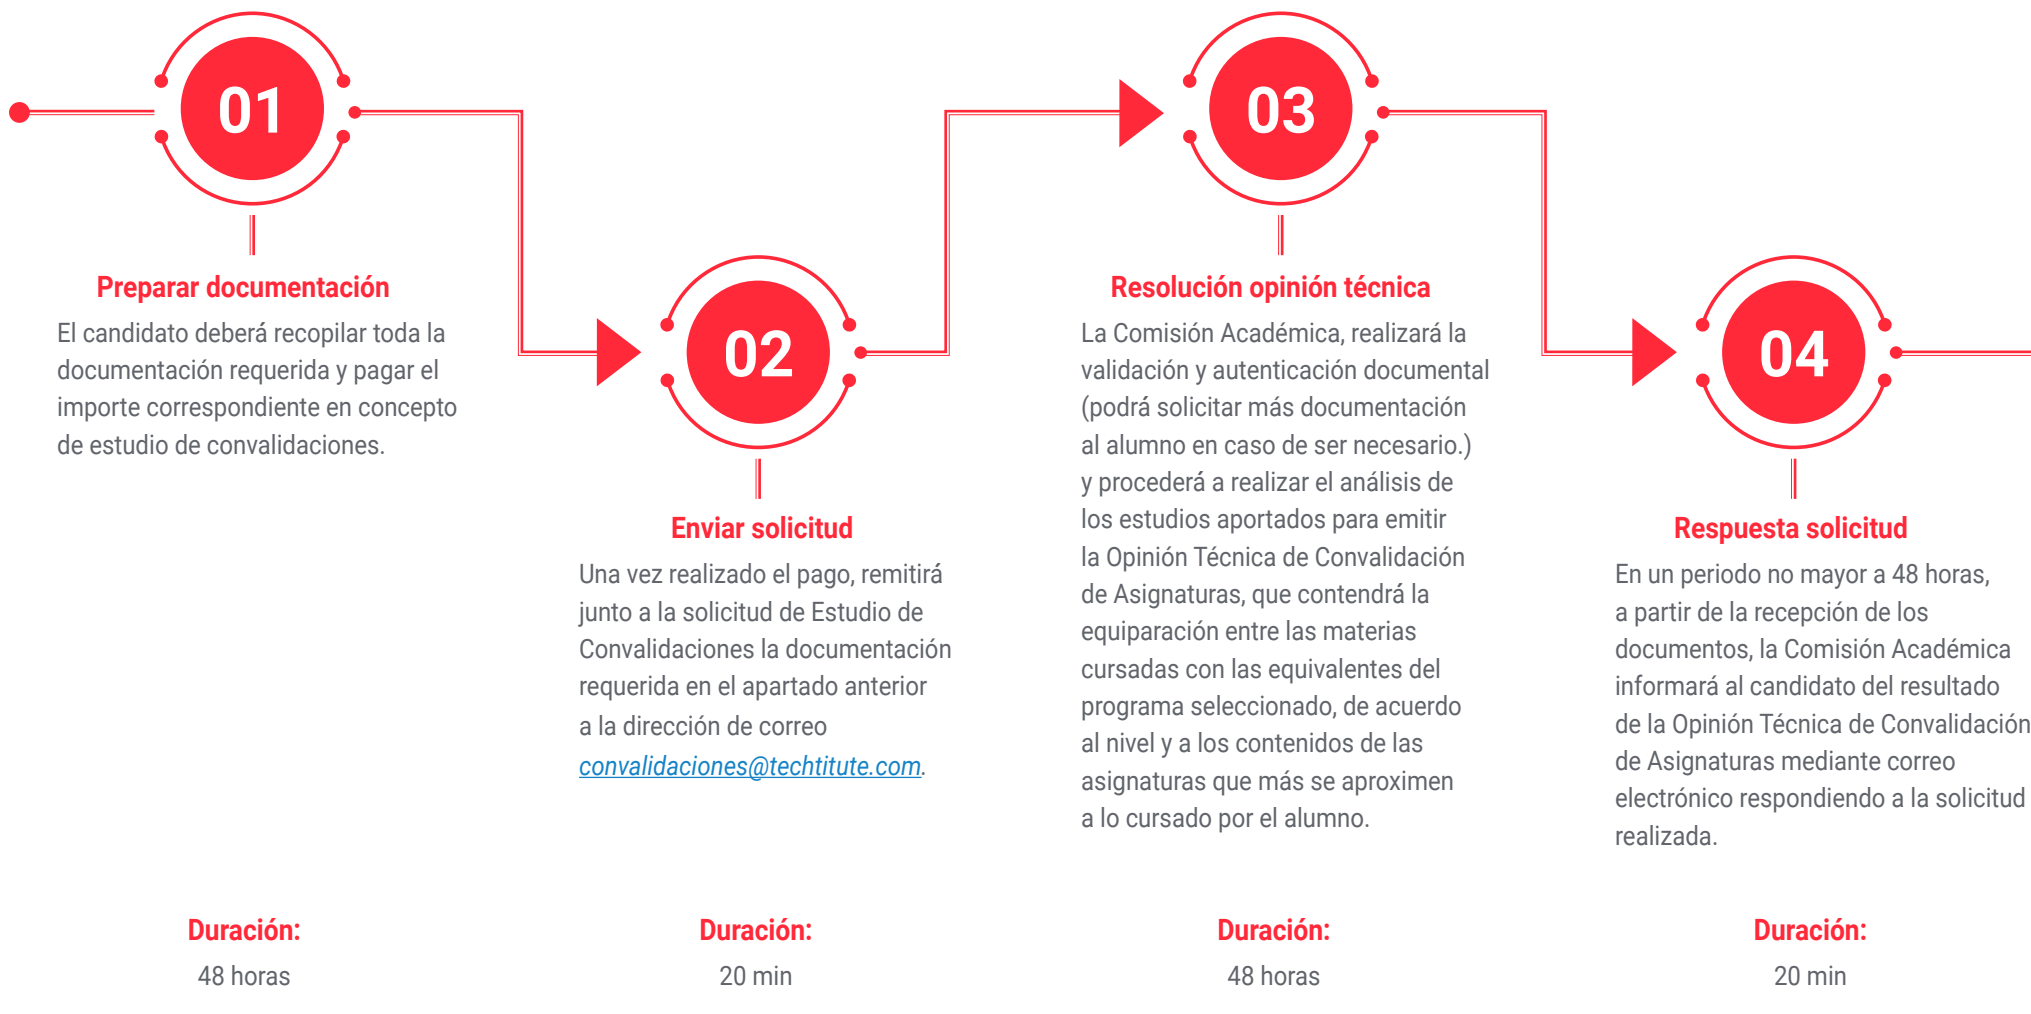 01
Preparar documentación
El candidato deberá recopilar toda la
documentación requerida y pagar el
importe correspondiente en concepto
de estudio de convalidaciones.
Duración:
48 horas
02
Enviar solicitud
Una vez realizado el pago, remitirá
junto a la solicitud de Estudio de
Convalidaciones la documentación
requerida en el apartado anterior
a la dirección de correo
convalidaciones@techtitute.com.
Duración:
20 min
03
Resolución opinión técnica
La Comisión Académica, realizará la
validación y autenticación documental
(podrá solicitar más documentación
al alumno en caso de ser necesario.)
y procederá a realizar el análisis de
los estudios aportados para emitir
la Opinión Técnica de Convalidación
de Asignaturas, que contendrá la
equiparación entre las materias
cursadas con las equivalentes del
programa seleccionado, de acuerdo
al nivel y a los contenidos de las
asignaturas que más se aproximen
a lo cursado por el alumno.
Duración:
48 horas
04
Respuesta solicitud
En un periodo no mayor a 48 horas,
a partir de la recepción de los
documentos, la Comisión Académica
informará al candidato del resultado
de la Opinión Técnica de Convalidación
de Asignaturas mediante correo
electrónico respondiendo a la solicitud
realizada.
Duración:
20 min